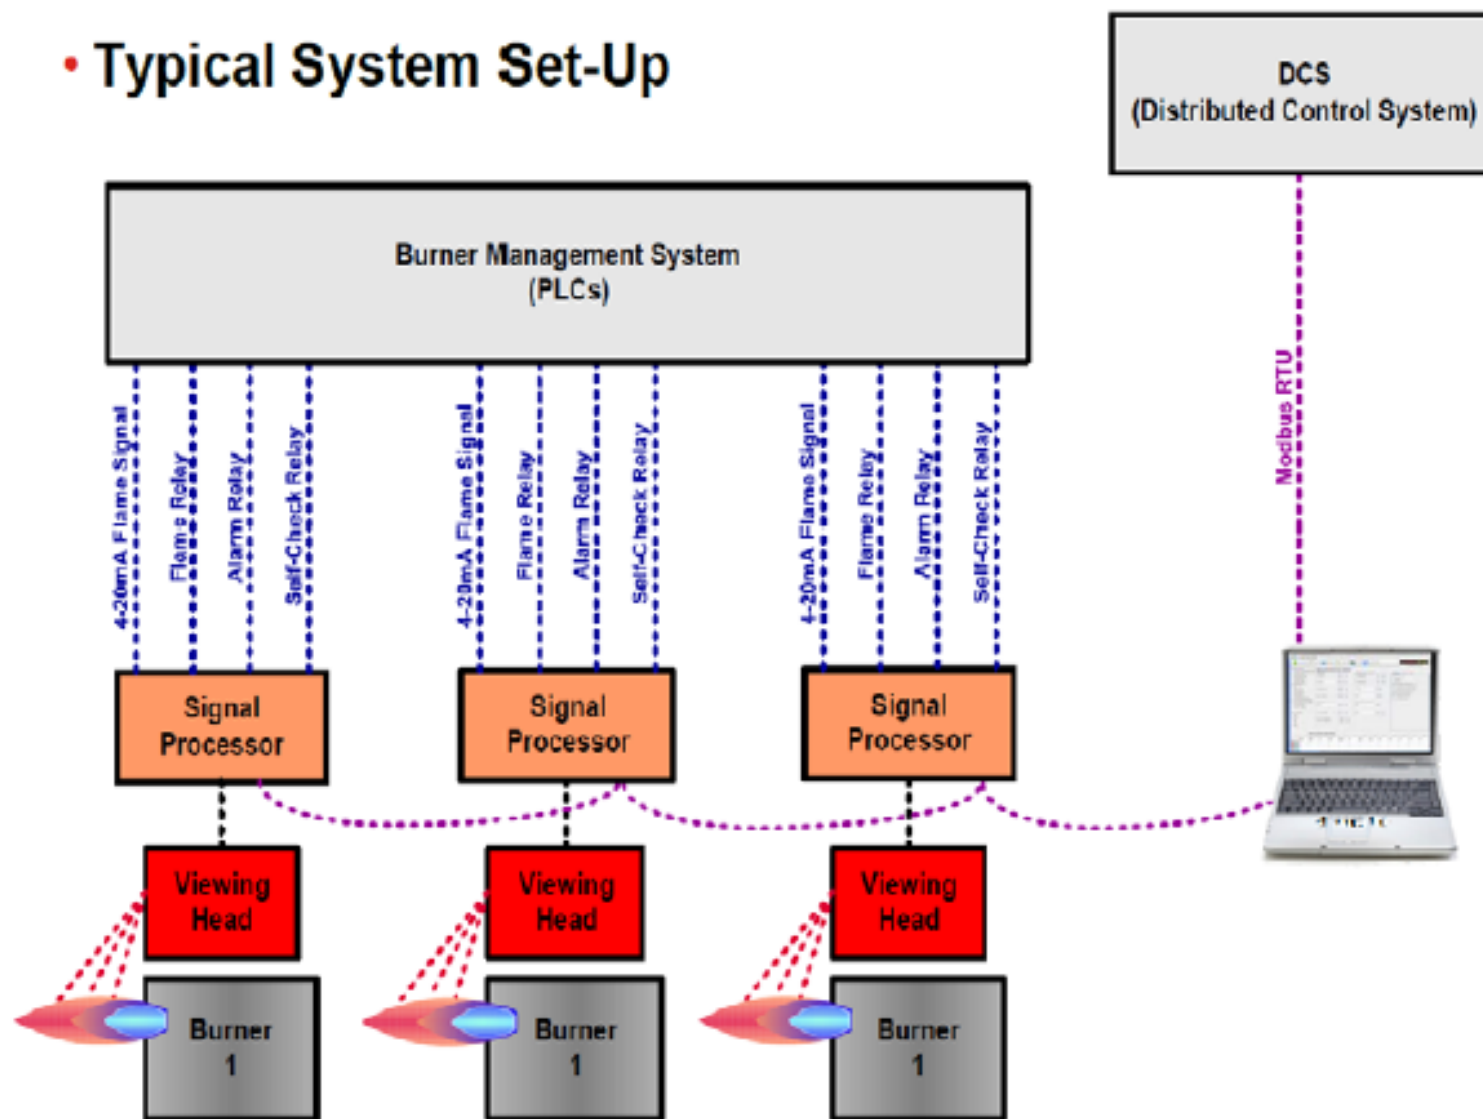 • Typical System Set-Up
DCS
(Distributed Control System)
Burner Management System
(PLCs)
4-20mA Flame Signal
Flame Relay
Alarm Relay
Self-Check Relay
4-20mA Flame Signal
Flame Relay
Alarm Relay
Self-Check Relay
4-20mA Flame Signal
Flame Relay
Alarm Relay
Self-Check Relay
Modbus RTU
Signal
Processor
Signal
Processor
Signal
Processor
Viewing
Head
Viewing
Head
Viewing
Head
Burner
1
Burner
1
Burner
1